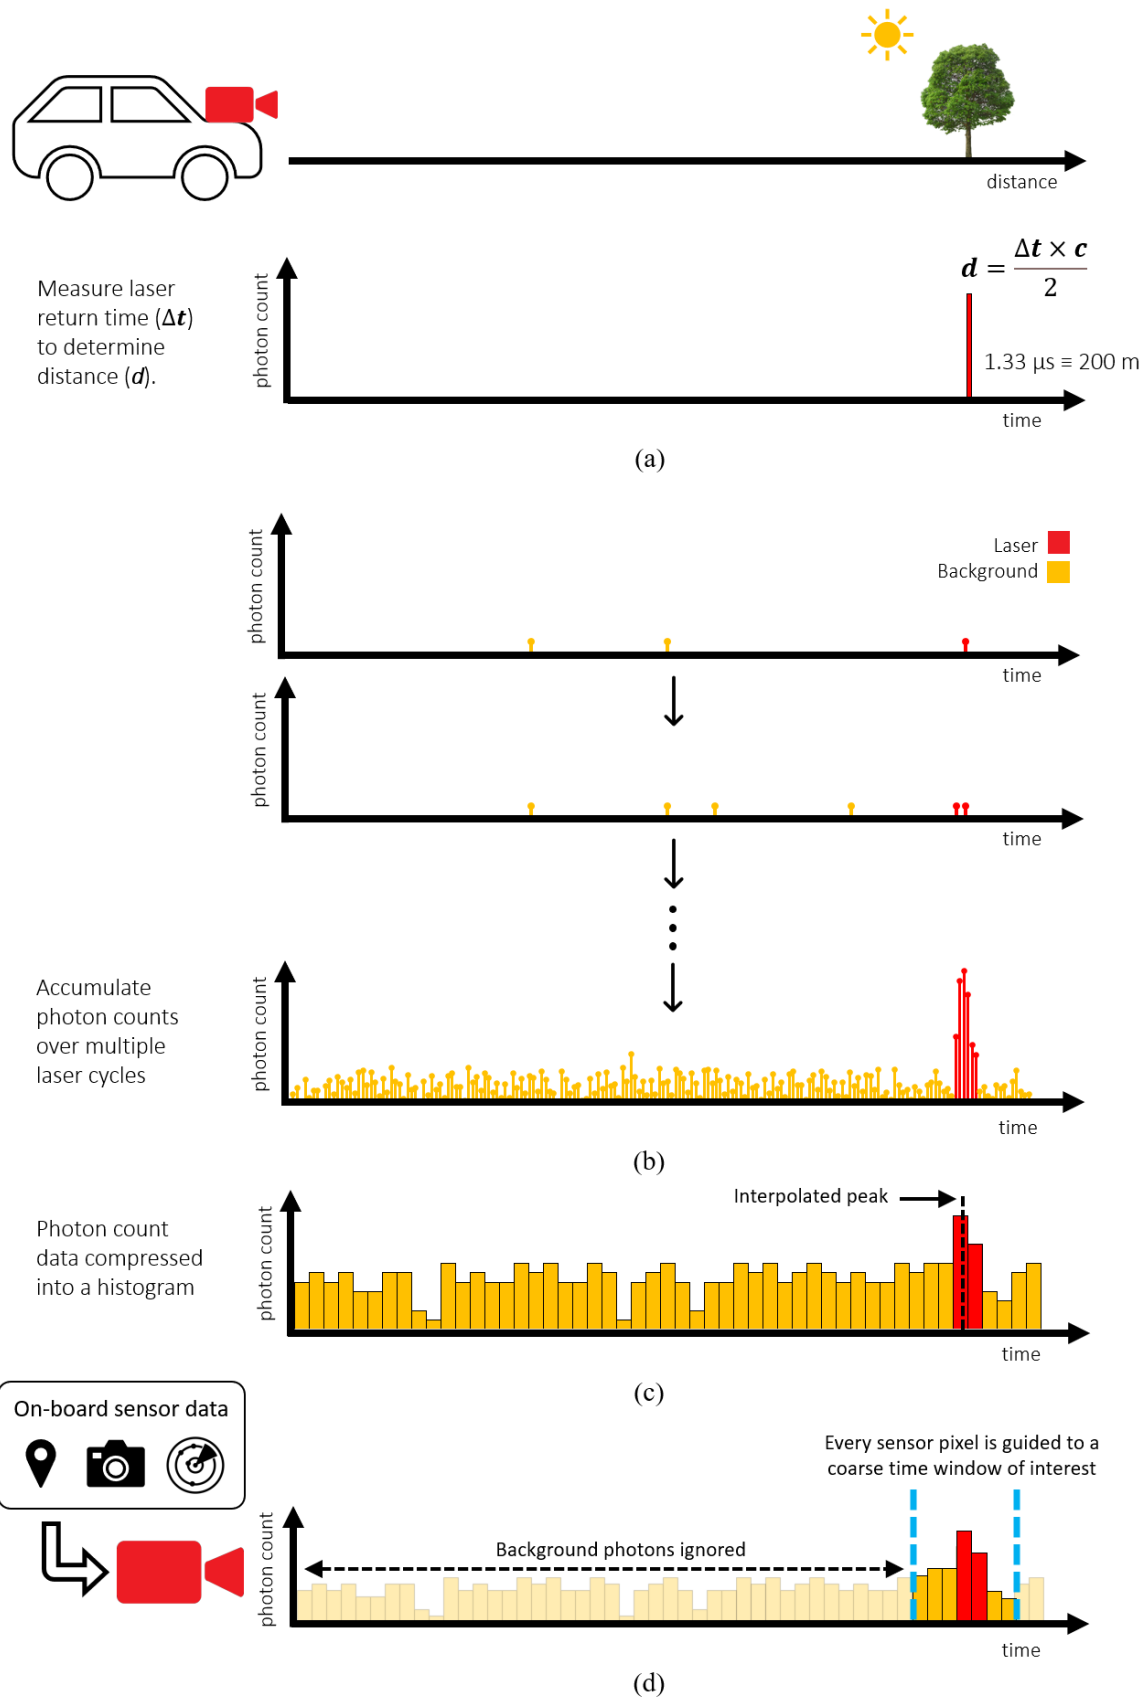 distance
Measure laser
return time (Δt)
to determine
distance (d).
photon count
d = Δt × c / 2
1.33 μs ≡ 200 m
time
(a)
photon count
Laser
Background
time
photon count
time
Accumulate
photon counts
over multiple
laser cycles
photon count
time
(b)
Photon count
data compressed
into a histogram
photon count
Interpolated peak
time
(c)
On-board sensor data
Every sensor pixel is guided to a
coarse time window of interest
photon count
Background photons ignored
time
(d)